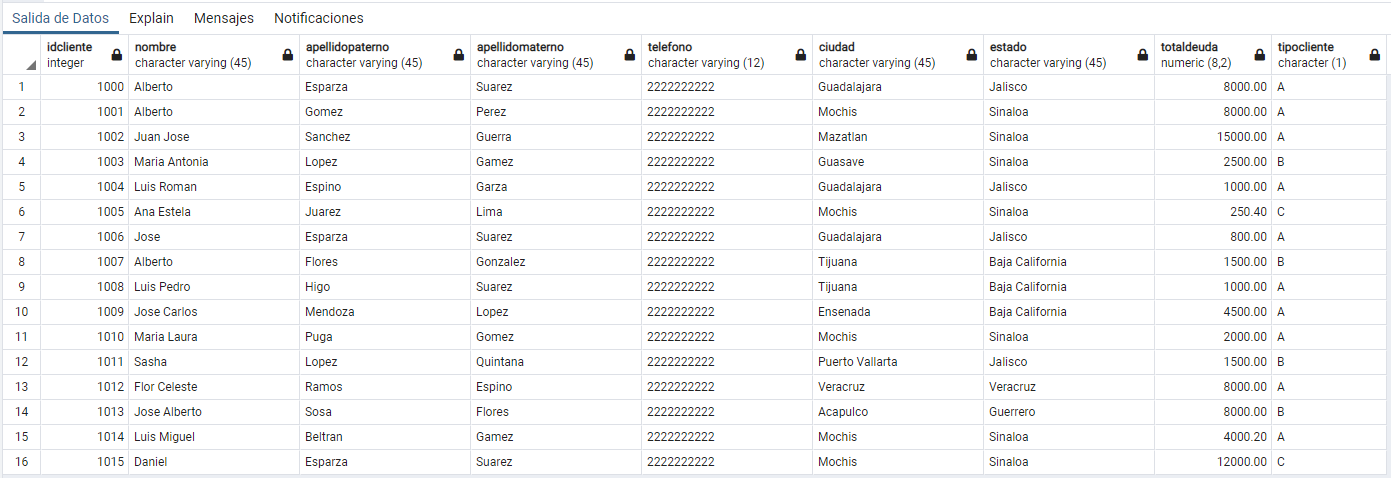 Salida de Datos Explain Mensajes Notificaciones
idcliente nombre apellidopaterno apellidomaterno telefono ciudad estado totaldeuda tipocliente
integer character varying (45) character varying (45) character varying (45) character varying (12) character varying (45) character varying (45) numeric (8,2) character (1)
1 1000 Alberto Esparza Suarez 2222222222 Guadalajara Jalisco 8000.00 A
2 1001 Alberto Gomez Perez 2222222222 Mochis Sinaloa 8000.00 A
3 1002 Juan Jose Sanchez Guerra 2222222222 Mazatlan Sinaloa 15000.00 A
4 1003 Maria Antonia Lopez Gamez 2222222222 Guasave Sinaloa 2500.00 B
5 1004 Luis Roman Espino Garza 2222222222 Guadalajara Jalisco 1000.00 A
6 1005 Ana Estela Juarez Lima 2222222222 Mochis Sinaloa 250.40 C
7 1006 Jose Esparza Suarez 2222222222 Guadalajara Jalisco 800.00 A
8 1007 Alberto Flores Gonzalez 2222222222 Tijuana Baja California 1500.00 B
9 1008 Luis Pedro Higo Suarez 2222222222 Tijuana Baja California 1000.00 A
10 1009 Jose Carlos Mendoza Lopez 2222222222 Ensenada Baja California 4500.00 A
11 1010 Maria Laura Puga Gomez 2222222222 Mochis Sinaloa 2000.00 A
12 1011 Sasha Lopez Quintana 2222222222 Puerto Vallarta Jalisco 1500.00 B
13 1012 Flor Celeste Ramos Espino 2222222222 Veracruz Veracruz 8000.00 A
14 1013 Jose Alberto Sosa Flores 2222222222 Acapulco Guerrero 8000.00 B
15 1014 Luis Miguel Beltran Gamez 2222222222 Mochis Sinaloa 4000.20 A
16 1015 Daniel Esparza Suarez 2222222222 Mochis Sinaloa 12000.00 C